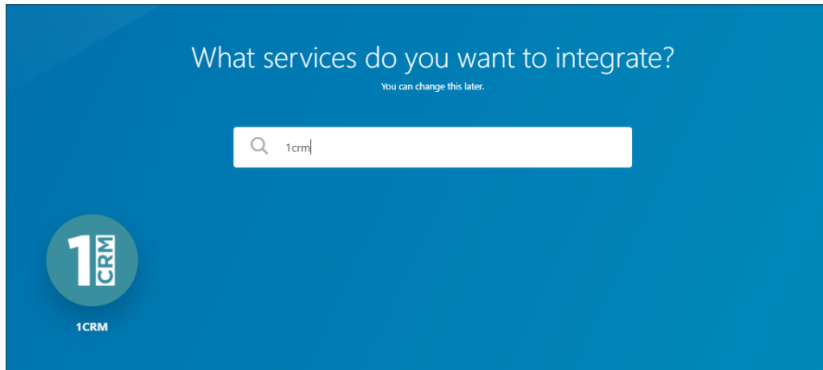 What services do you want to integrate?
You can change this later.
1crm
1
CRM
1CRM